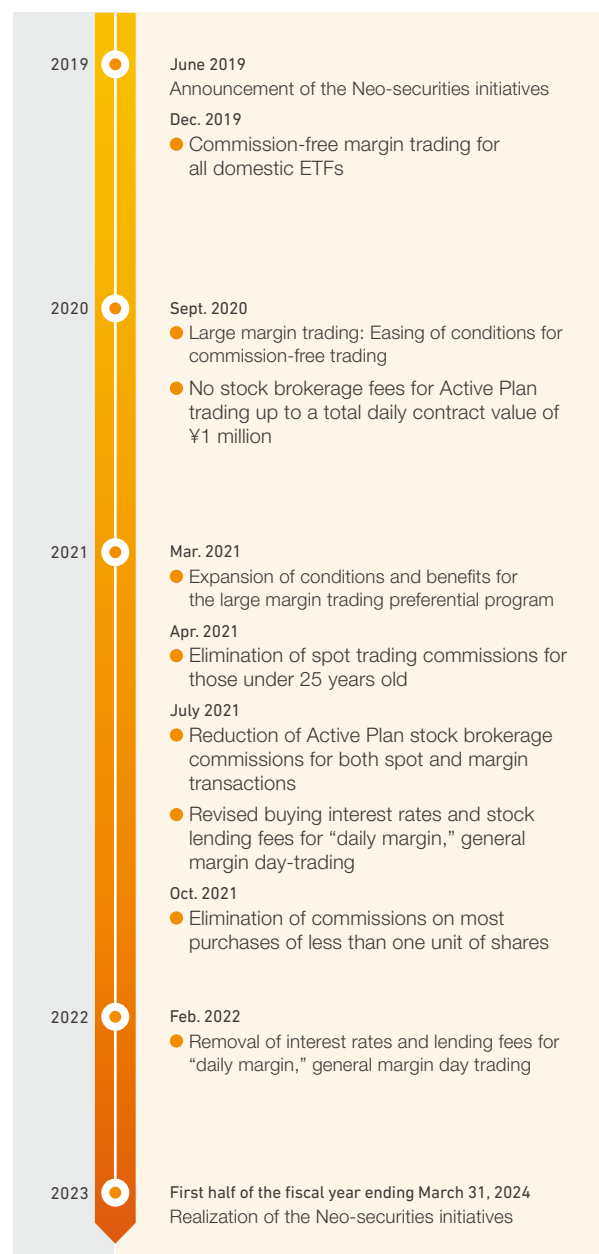 2019
June 2019
Announcement of the Neo-securities initiatives
Dec. 2019
Commission-free margin trading for
all domestic ETFs
2020
Sept. 2020
Large margin trading: Easing of conditions for
commission-free trading
No stock brokerage fees for Active Plan
trading up to a total daily contract value of
¥1 million
2021
Mar. 2021
Expansion of conditions and benefits for
the large margin trading preferential program
Apr. 2021
Elimination of spot trading commissions for
those under 25 years old
July 2021
Reduction of Active Plan stock brokerage
commissions for both spot and margin
transactions
Revised buying interest rates and stock
lending fees for “daily margin,” general
margin day-trading
Oct. 2021
Elimination of commissions on most
purchases of less than one unit of shares
2022
Feb. 2022
Removal of interest rates and lending fees for
“daily margin,” general margin day trading
2023
First half of the fiscal year ending March 31, 2024
Realization of the Neo-securities initiatives